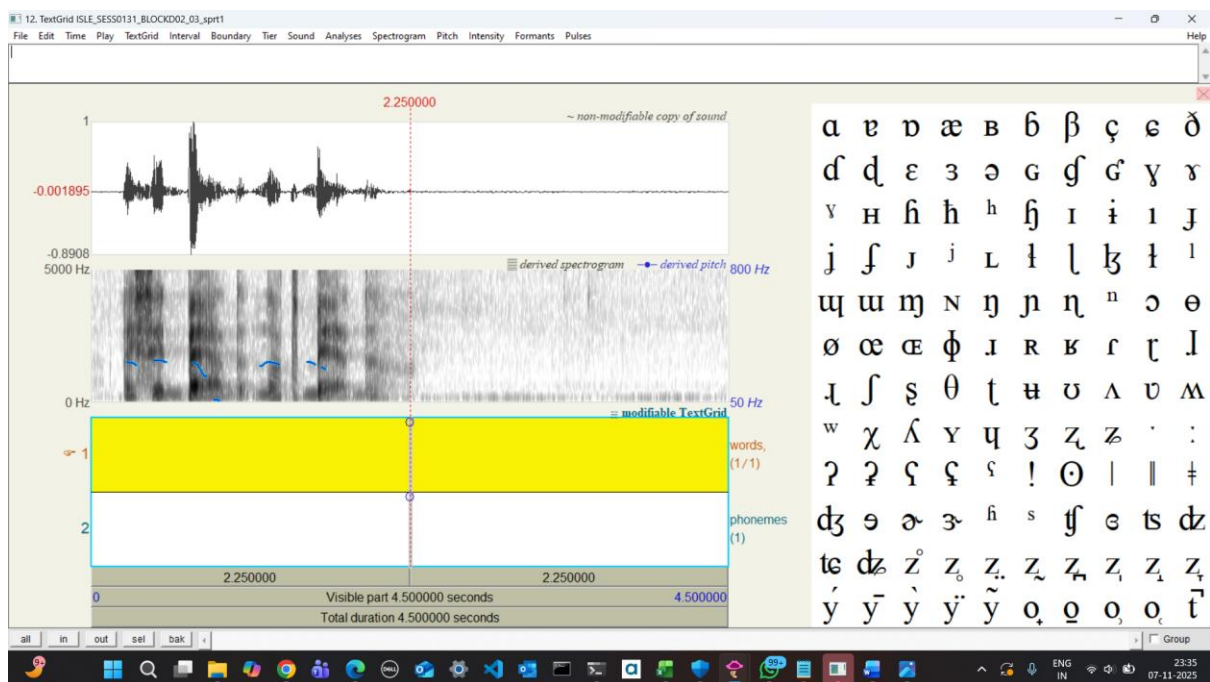 12. TextGrid ISLE_SESS0131_BLOCKD02_03_sprt1
File Edit Time Play TextGrid Interval Boundary Tier Sound Analyses Spectrogram Pitch Intensity Formants Pulses Help
2.250000
1
~ non-modifiable copy of sound
-0.001895
-0.8908
5000 Hz
derived spectrogram derived pitch
800 Hz
0 Hz
50 Hz
modifiable TextGrid
1
words,
(1/1)
2
phonemes
(1)
2.250000 2.250000
0 Visible part 4.500000 seconds 4.500000
Total duration 4.500000 seconds
ɑ ɐ ɒ æ ʙ ɓ β ç ɕ ð
ɗ ɖ ɛ ɜ ə ɢ ɠ ʛ ɣ ɤ
ˠ ʜ ɦ ħ ʰ ɧ ɪ ɨ ı ɟ
ʝ ʄ ᴊ ʲ ʟ ɫ ɭ ɮ ɬ ˡ
ɰ ɯ ɱ ɴ ŋ ɲ ɳ ⁿ ɔ ɵ
ø œ ɶ ɸ ɹ ʀ ʁ ɾ ɽ ɺ
ɻ ʃ ʂ θ ʈ ʉ ʊ ʌ ʋ ʍ
ʷ χ ʎ ʏ ɥ ʒ ʐ ʑ ˑ ː
ʔ ʡ ʕ ʢ ˤ ! ʘ ǀ ǁ ǂ
ʤ ɘ ɚ ɝ ʱ ˢ ʧ ɞ ʦ ʣ
ʨ ʥ
all in out sel bak Group
9+
99+
ENG
IN
23:35
07-11-2025